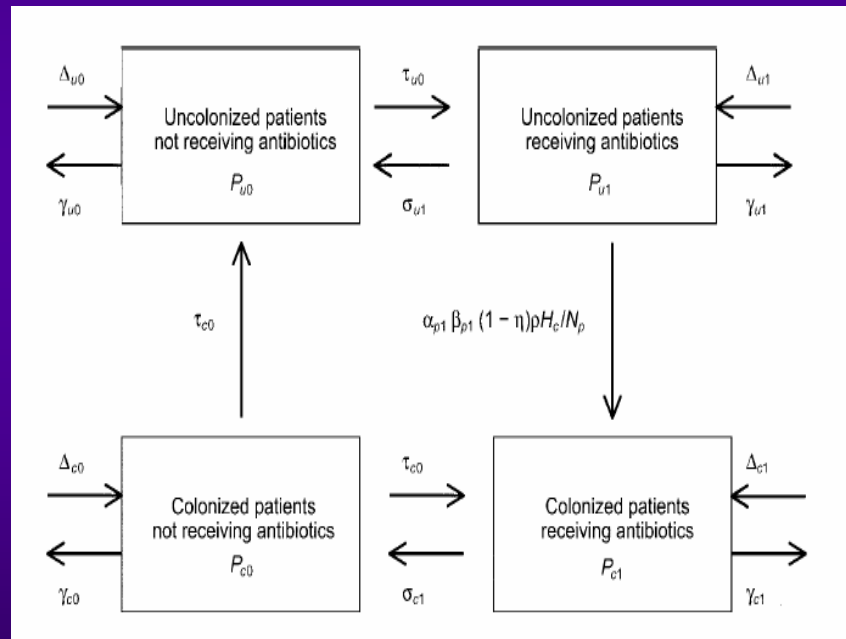 Δu0
τu0
Δu1
Uncolonized patients
not receiving antibiotics
Pu0
Uncolonized patients
receiving antibiotics
Pu1
γu0
σu1
γu1
τc0
αp1 βp1 (1 − η)ρHc/Np
Δc0
τc0
Δc1
Colonized patients
not receiving antibiotics
Pc0
Colonized patients
receiving antibiotics
Pc1
γc0
σc1
γc1